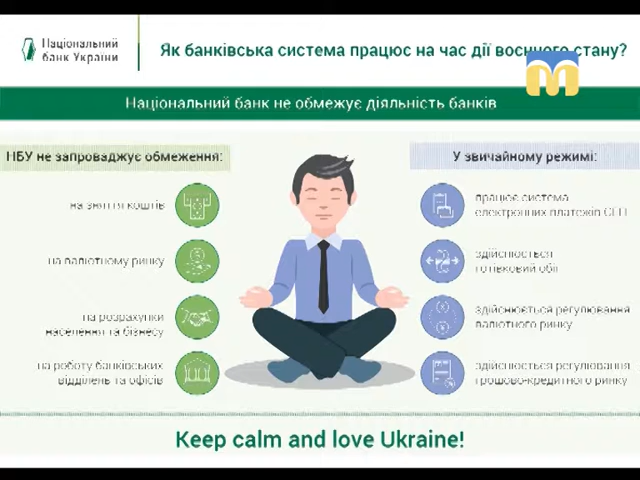 Національний
банк України
Як банківська система працює на час дії воєнного стану?
Національний банк не обмежує діяльність банків
НБУ не запроваджує обмеження:
на зняття коштів
на валютному ринку
на розрахунки
населення та бізнесу
на роботу банківських
відділень та офісів
У звичайному режимі:
працює система
електронних платежів СЕП
здійснюється
готівковий обіг
здійснюється регулювання
валютного ринку
здійснюється регулювання
грошово-кредитного ринку
Keep calm and love Ukraine!